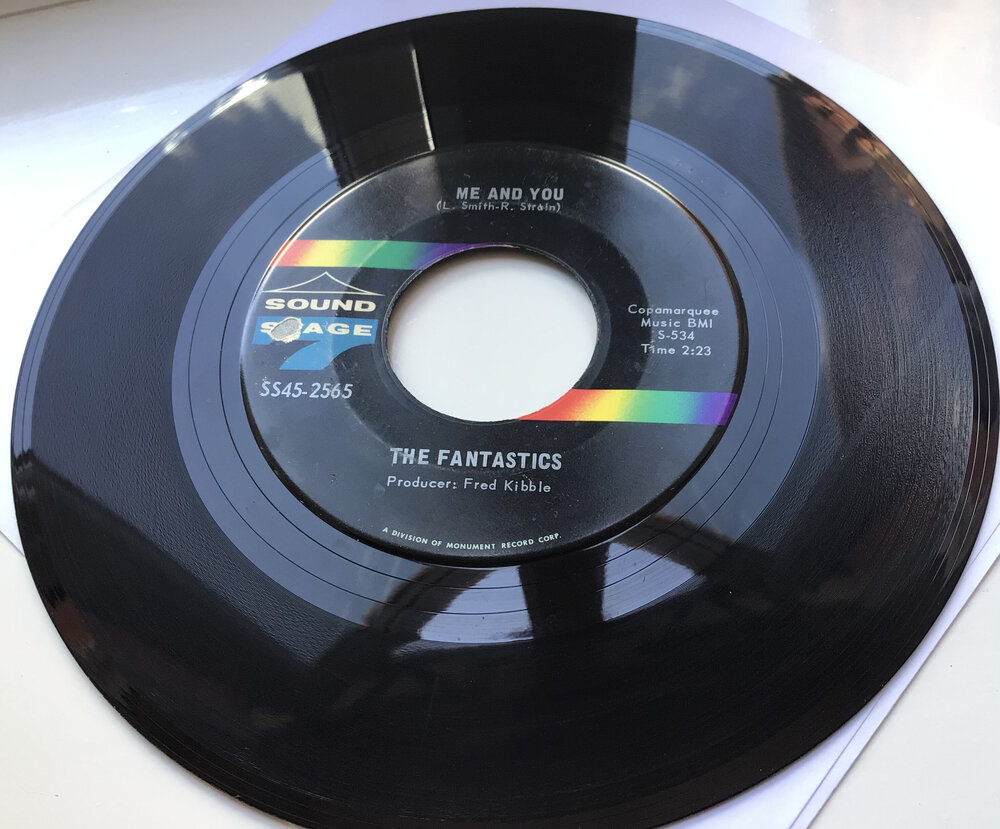 ME AND YOU
(L. Smith-R. Strain)
SOUND
STAGE
7
SS45-2565
Copamarquee
Music BMI
S-534
Time 2:23
THE FANTASTICS
Producer: Fred Kibble
A DIVISION OF MONUMENT RECORD CORP.